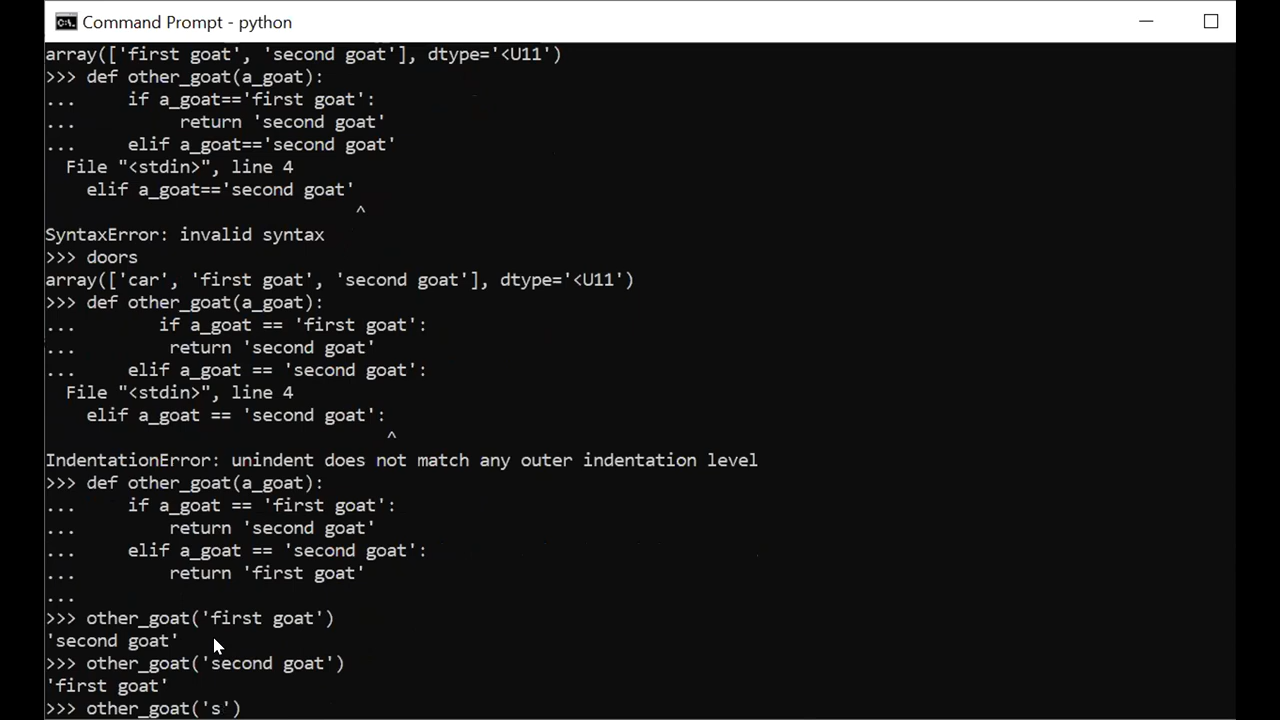 Command Prompt - python
array(['first goat', 'second goat'], dtype='<U11')
>>> def other_goat(a_goat):
...     if a_goat=='first goat':
...          return 'second goat'
...     elif a_goat=='second goat'
  File "<stdin>", line 4
    elif a_goat=='second goat'
                              ^
SyntaxError: invalid syntax
>>> doors
array(['car', 'first goat', 'second goat'], dtype='<U11')
>>> def other_goat(a_goat):
...        if a_goat == 'first goat':
...         return 'second goat'
...     elif a_goat == 'second goat':
  File "<stdin>", line 4
    elif a_goat == 'second goat':
                                 ^
IndentationError: unindent does not match any outer indentation level
>>> def other_goat(a_goat):
...     if a_goat == 'first goat':
...         return 'second goat'
...     elif a_goat == 'second goat':
...         return 'first goat'
...
>>> other_goat('first goat')
'second goat'
>>> other_goat('second goat')
'first goat'
>>> other_goat('s')